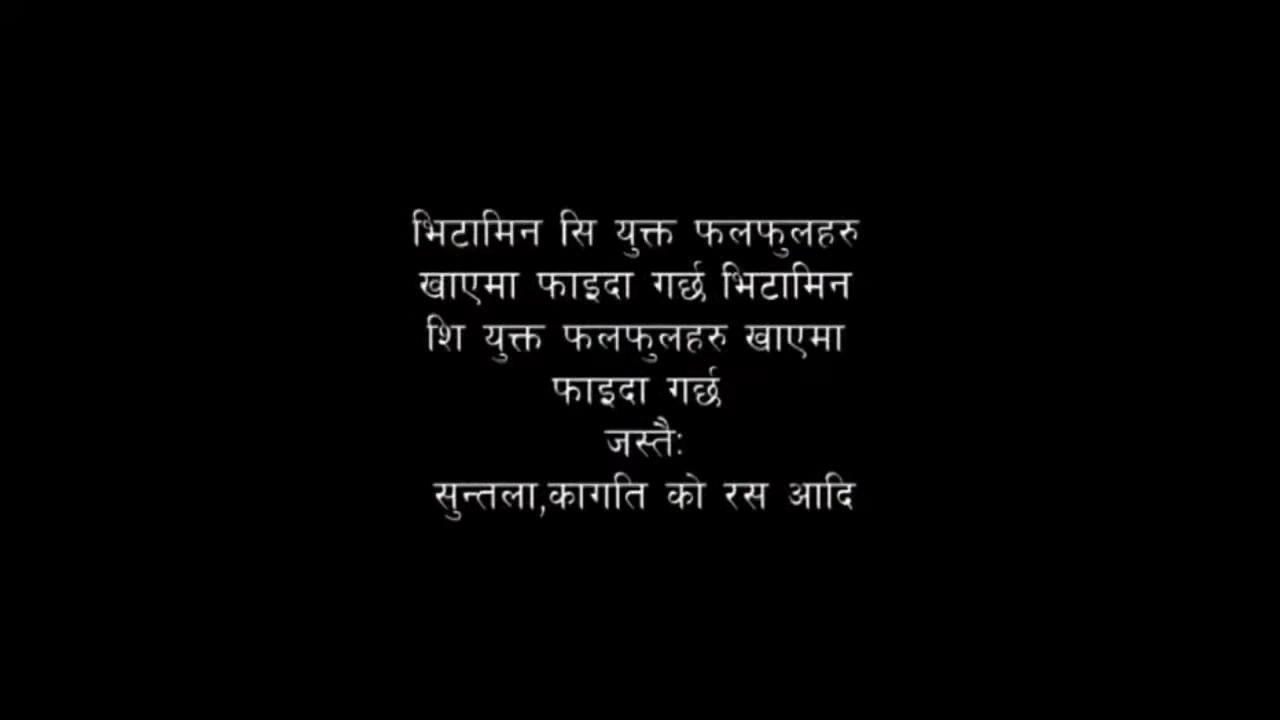 भिटामिन सि युक्त फलफुलहरु
खाएमा फाइदा गर्छ भिटामिन
शि युक्त फलफुलहरु खाएमा
फाइदा गर्छ
जस्तैः
सुन्तला,कागति को रस आदि